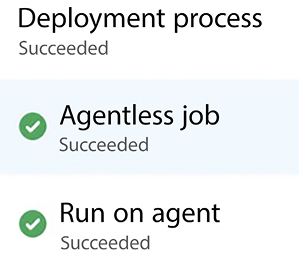 Deployment process
Succeeded
Agentless job
Succeeded
Run on agent
Succeeded